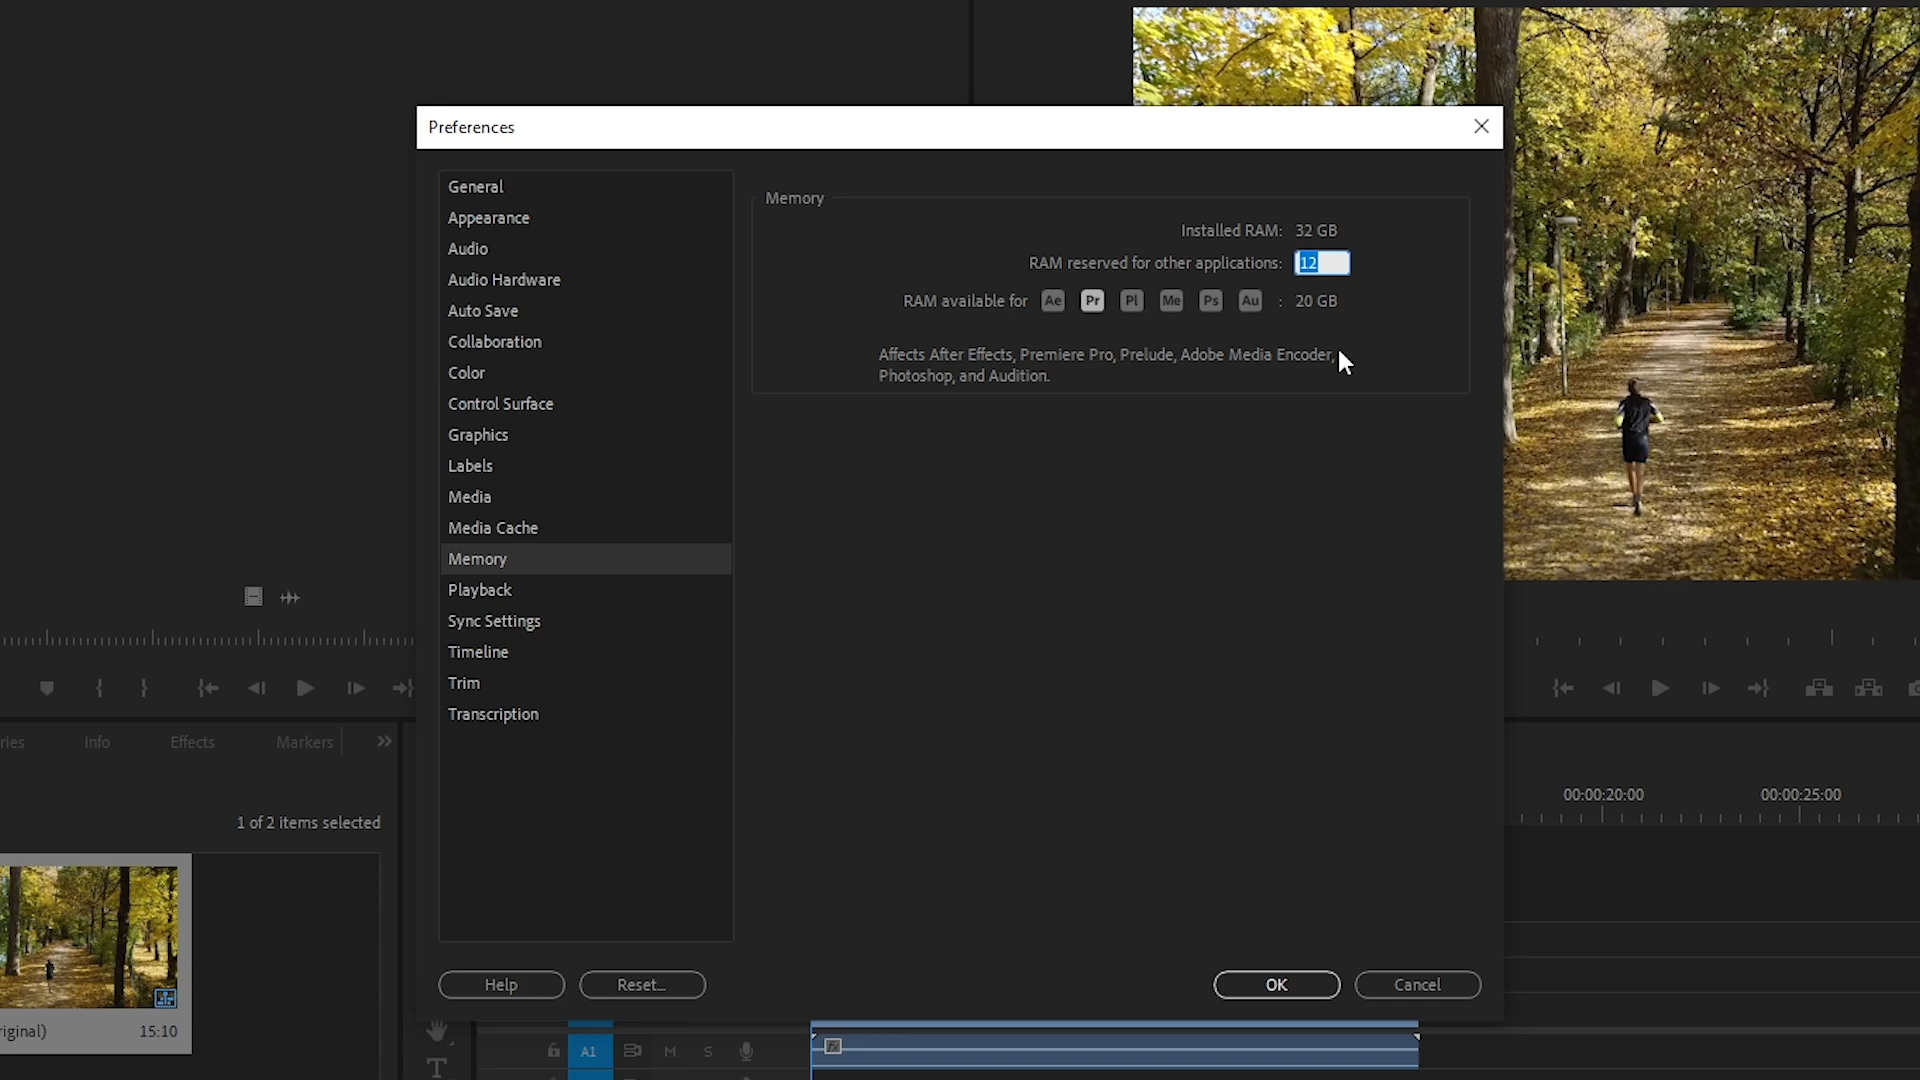 Preferences
General
Appearance
Audio
Audio Hardware
Auto Save
Collaboration
Color
Control Surface
Graphics
Labels
Media
Media Cache
Memory
Playback
Sync Settings
Timeline
Trim
Transcription
Memory
Installed RAM: 32 GB
RAM reserved for other applications: 12
RAM available for Ae Pr Pl Me Ps Au : 20 GB
Affects After Effects, Premiere Pro, Prelude, Adobe Media Encoder,
Photoshop, and Audition.
Help Reset... OK Cancel
ries Info Effects Markers
1 of 2 items selected
riginal) 15:10
00:00:20:00 00:00:25:00
A1 M S
fx
T